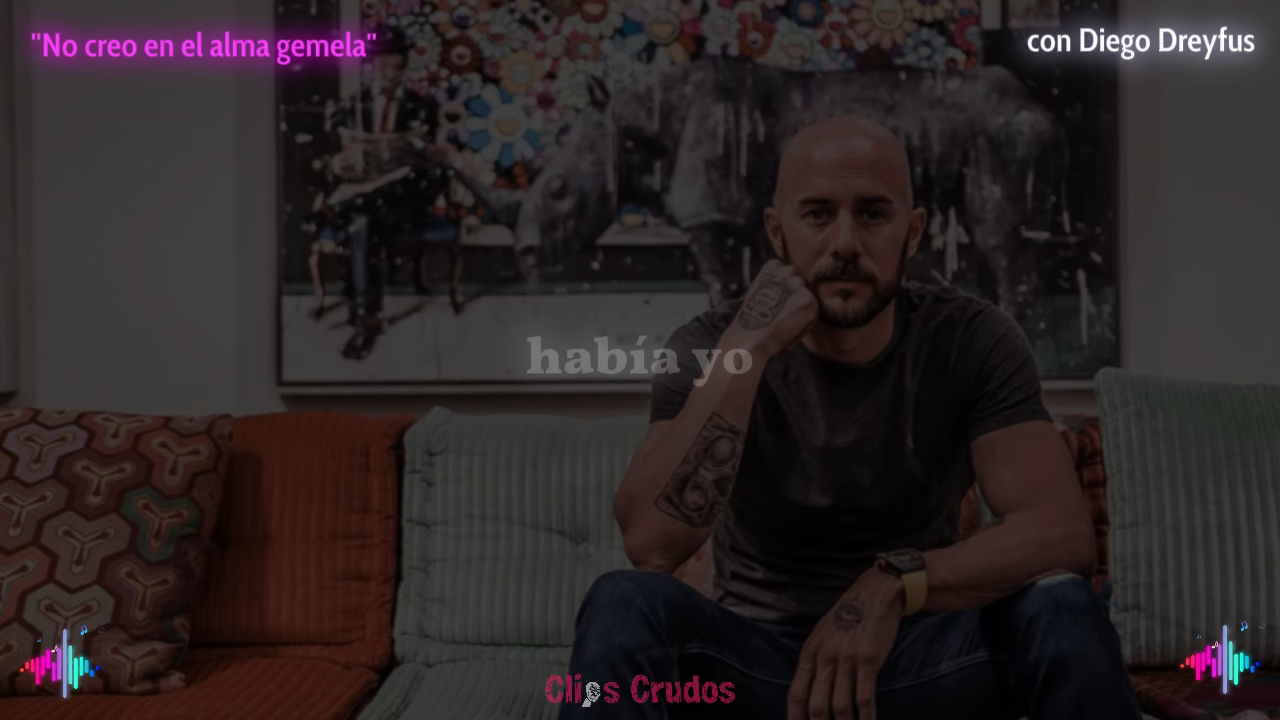 "No creo en el alma gemela"
con Diego Dreyfus
había yo
Clips Crudos